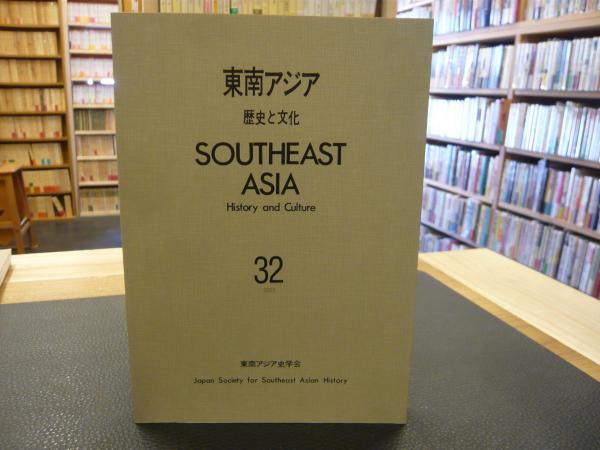 東南アジア
歴史と文化
SOUTHEAST
ASIA
History and Culture
32
東南アジア史学会
Japan Society for Southeast Asian History